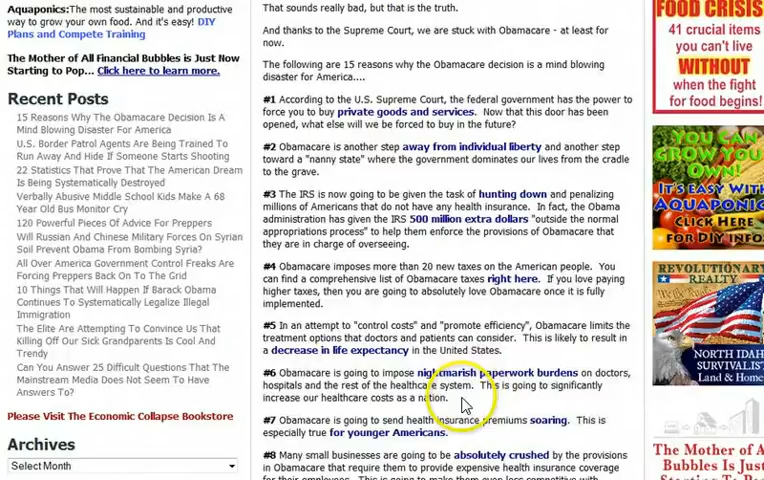 Aquaponics:The most sustainable and productive
way to grow your own food. And it's easy! DIY
Plans and Compete Training
The Mother of All Financial Bubbles is Just Now
Starting to Pop... Click here to learn more.
Recent Posts
15 Reasons Why The Obamacare Decision Is A
Mind Blowing Disaster For America
U.S. Border Patrol Agents Are Being Trained To
Run Away And Hide If Someone Starts Shooting
22 Statistics That Prove That The American Dream
Is Being Systematically Destroyed
Verbally Abusive Middle School Kids Make A 68
Year Old Bus Monitor Cry
120 Powerful Pieces Of Advice For Preppers
Will Russian And Chinese Military Forces On Syrian
Soil Prevent Obama From Bombing Syria?
All Over America Government Control Freaks Are
Forcing Preppers Back On To The Grid
10 Things That Will Happen If Barack Obama
Continues To Systematically Legalize Illegal
Immigration
The Elite Are Attempting To Convince Us That
Killing Off Our Sick Grandparents Is Cool And
Trendy
Can You Answer 25 Difficult Questions That The
Mainstream Media Does Not Seem To Have
Answers To?
Please Visit The Economic Collapse Bookstore
Archives
Select Month
That sounds really bad, but that is the truth.
And thanks to the Supreme Court, we are stuck with Obamacare - at least for
now.
The following are 15 reasons why the Obamacare decision is a mind blowing
disaster for America....
#1 According to the U.S. Supreme Court, the federal government has the power to
force you to buy private goods and services. Now that this door has been
opened, what else will we be forced to buy in the future?
#2 Obamacare is another step away from individual liberty and another step
toward a "nanny state" where the government dominates our lives from the cradle
to the grave.
#3 The IRS is now going to be given the task of hunting down and penalizing
millions of Americans that do not have any health insurance. In fact, the Obama
administration has given the IRS 500 million extra dollars "outside the normal
appropriations process" to help them enforce the provisions of Obamacare that
they are in charge of overseeing.
#4 Obamacare imposes more than 20 new taxes on the American people. You
can find a comprehensive list of Obamacare taxes right here. If you love paying
higher taxes, then you are going to absolutely love Obamacare once it is fully
implemented.
#5 In an attempt to "control costs" and "promote efficiency", Obamacare limits the
treatment options that doctors and patients can consider. This is likely to result in
a decrease in life expectancy in the United States.
#6 Obamacare is going to impose nightmarish paperwork burdens on doctors,
hospitals and the rest of the healthcare system. This is going to significantly
increase our healthcare costs as a nation.
#7 Obamacare is going to send health insurance premiums soaring. This is
especially true for younger Americans.
#8 Many small businesses are going to be absolutely crushed by the provisions
in Obamacare that require them to provide expensive health insurance coverage
for their employees. This is going to make them even less competitive with
FOOD CRISIS
41 crucial items
you can't live
WITHOUT
when the fight
for food begins!
YOU CAN
GROW YOUR
OWN!
IT'S EASY WITH
AQUAPONICS
CLICK HERE
FOR DIY INFO
REVOLUTIONARY
REALTY
NORTH IDAHO
SURVIVALIST
Land & Home
The Mother of A
Bubbles Is Just
Starting To Pop